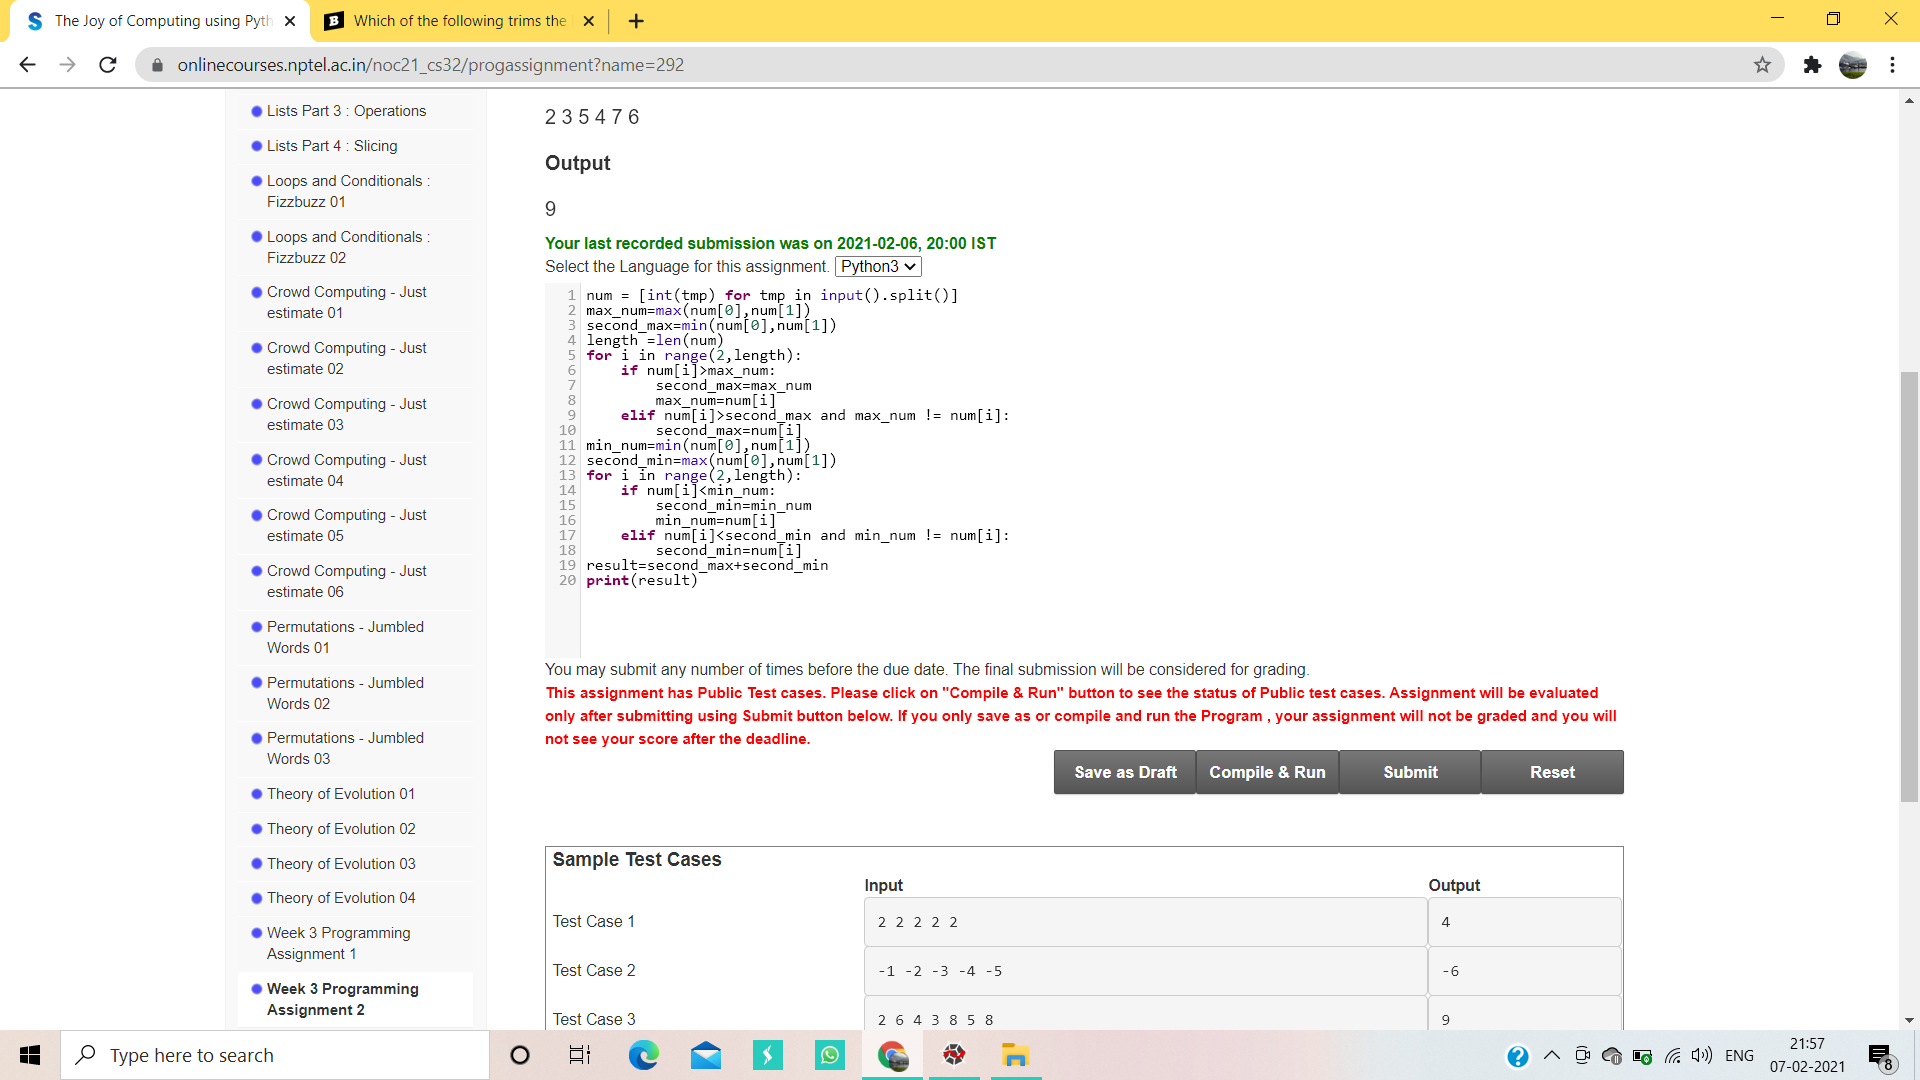 The Joy of Computing using Pyth
Which of the following trims the
onlinecourses.nptel.ac.in/noc21_cs32/progassignment?name=292
Lists Part 3 : Operations
Lists Part 4 : Slicing
Loops and Conditionals :
Fizzbuzz 01
Loops and Conditionals :
Fizzbuzz 02
Crowd Computing - Just
estimate 01
Crowd Computing - Just
estimate 02
Crowd Computing - Just
estimate 03
Crowd Computing - Just
estimate 04
Crowd Computing - Just
estimate 05
Crowd Computing - Just
estimate 06
Permutations - Jumbled
Words 01
Permutations - Jumbled
Words 02
Permutations - Jumbled
Words 03
Theory of Evolution 01
Theory of Evolution 02
Theory of Evolution 03
Theory of Evolution 04
Week 3 Programming
Assignment 1
Week 3 Programming
Assignment 2
2 3 5 4 7 6
Output
9
Your last recorded submission was on 2021-02-06, 20:00 IST
Select the Language for this assignment. Python3
1 num = [int(tmp) for tmp in input().split()]
2 max_num=max(num[0],num[1])
3 second_max=min(num[0],num[1])
4 length =len(num)
5 for i in range(2,length):
6     if num[i]>max_num:
7         second_max=max_num
8         max_num=num[i]
9     elif num[i]>second_max and max_num != num[i]:
10         second_max=num[i]
11 min_num=min(num[0],num[1])
12 second_min=max(num[0],num[1])
13 for i in range(2,length):
14     if num[i]<min_num:
15         second_min=min_num
16         min_num=num[i]
17     elif num[i]<second_min and min_num != num[i]:
18         second_min=num[i]
19 result=second_max+second_min
20 print(result)
You may submit any number of times before the due date. The final submission will be considered for grading.
This assignment has Public Test cases. Please click on "Compile & Run" button to see the status of Public test cases. Assignment will be evaluated
only after submitting using Submit button below. If you only save as or compile and run the Program , your assignment will not be graded and you will
not see your score after the deadline.
Save as Draft Compile & Run Submit Reset
Sample Test Cases
Input Output
Test Case 1 2 2 2 2 2 4
Test Case 2 -1 -2 -3 -4 -5 -6
Test Case 3 2 6 4 3 8 5 8 9
Type here to search
ENG
21:57
07-02-2021
8